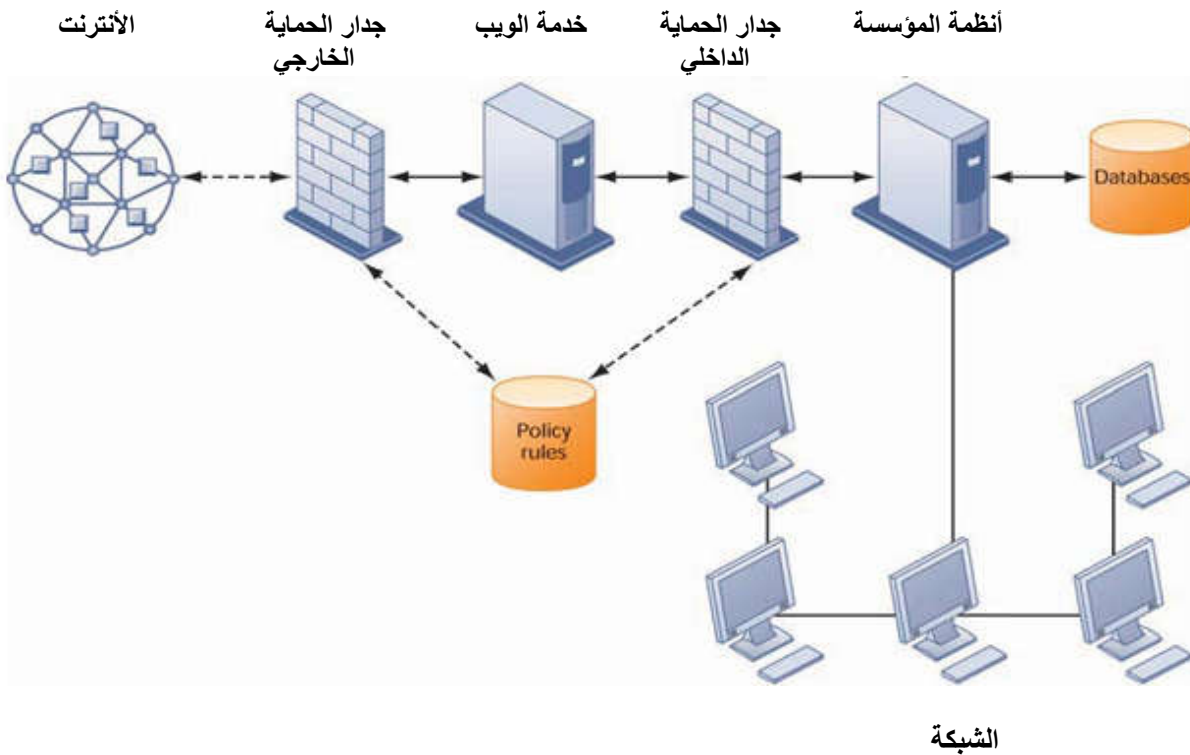 الأنترنت
جدار الحماية
الخارجي
خدمة الويب
جدار الحماية
الداخلي
أنظمة المؤسسة
Databases
Policy
rules
الشبكة